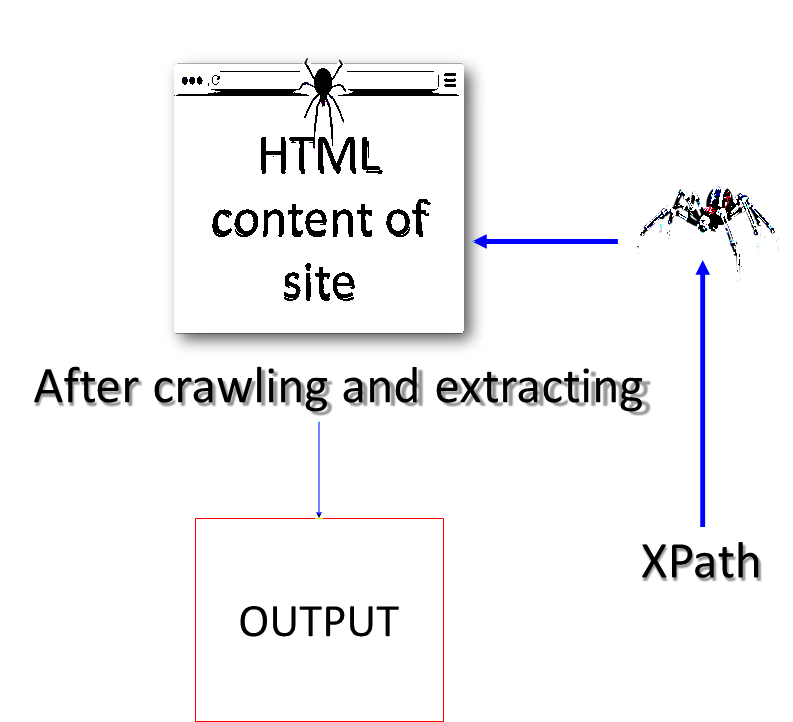 HTML
content of
site
After crawling and extracting
XPath
OUTPUT